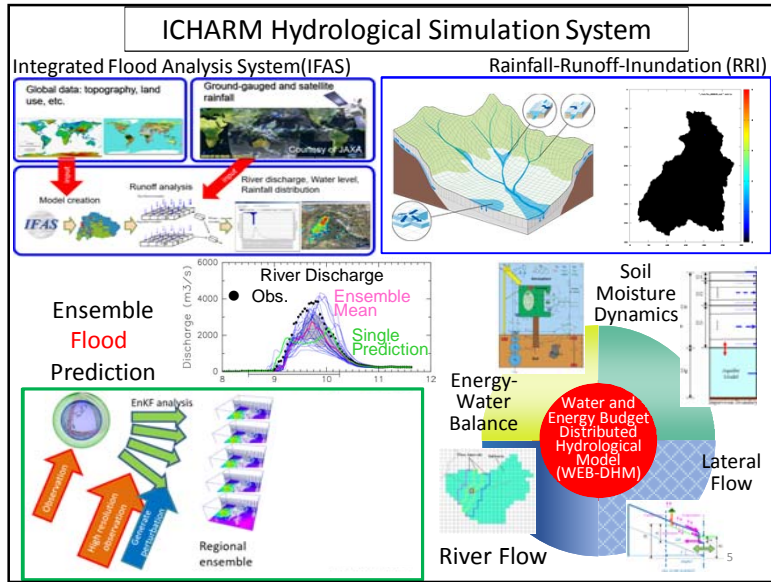 ICHARM Hydrological Simulation System
Integrated Flood Analysis System(IFAS)
Global data: topography, land
use, etc.
Ground-gauged and satellite
rainfall
Courtesy of JAXA
Input
Input
Model creation
Runoff analysis
River discharge, Water level,
Rainfall distribution
IFAS
Rainfall-Runoff-Inundation (RRI)
Ensemble
Flood
Prediction
River Discharge
Obs.
Ensemble
Mean
Single
Prediction
Discharge (m3/s)
6000
4000
2000
0
8 9 10 11 12
EnKF analysis
Observation
High resolution
observation
Generate
perturbation
Regional
ensemble
Soil
Moisture
Dynamics
Energy-
Water
Balance
Water and
Energy Budget
Distributed
Hydrological
Model
(WEB-DHM)
Lateral
Flow
River Flow
5